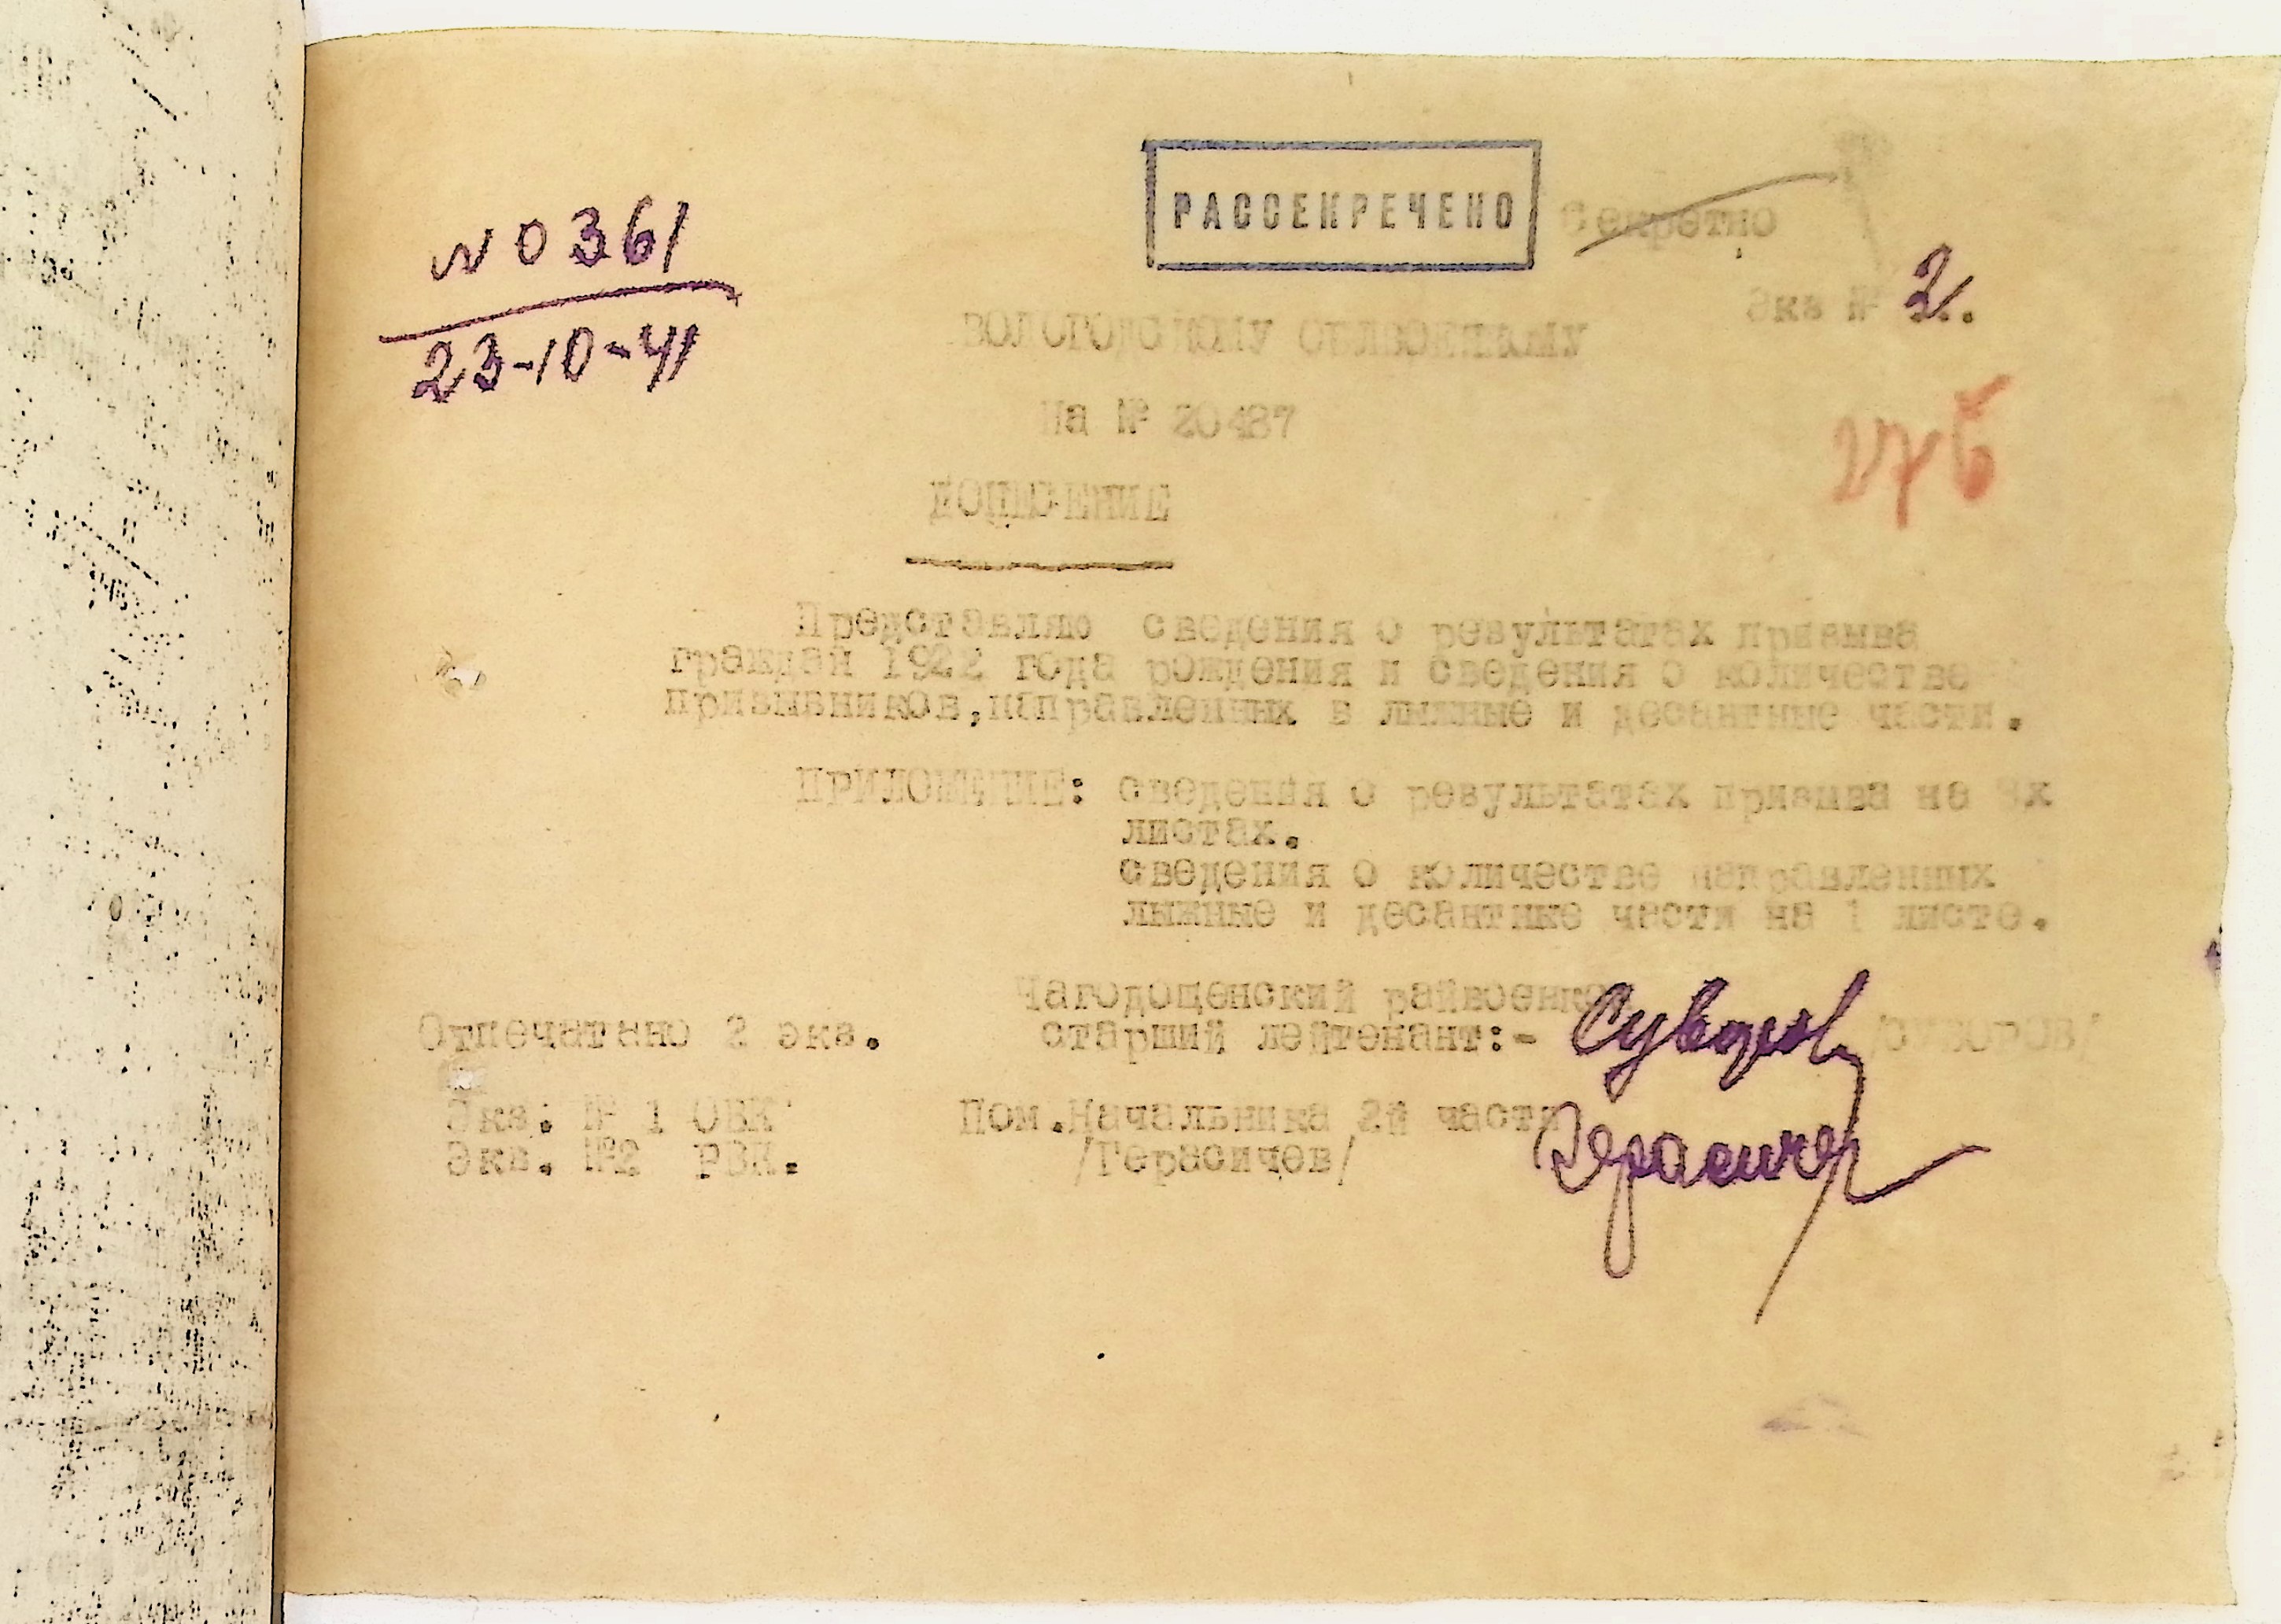 № 0361
23-10-41
РАССЕКРЕЧЕНО
Секретно
Экз № 2.
ВОЛОГОДСКОМУ ОБЛВОЕНКОМУ
На № 20487
276
ДОНЕСЕНИЕ
Представляю сведения о результатах призыва
граждан 1922 года рождения и сведения о количестве
призывников, направленных в лыжные и десантные части.
ПРИЛОЖЕНИЕ: сведения о результатах призыва на х
листах.
сведения о количестве направленных
лыжные и десантные части на 1 листе.
Чагодощенский райвоенком
Отпечатано 2 экз.
старший лейтенант:- Суворов /СУВОРОВ/
Экз: № 1 ОВК
Пом.Начальника 2й части
Экз. №2 РВК.
/Герасичев/
Герасичев